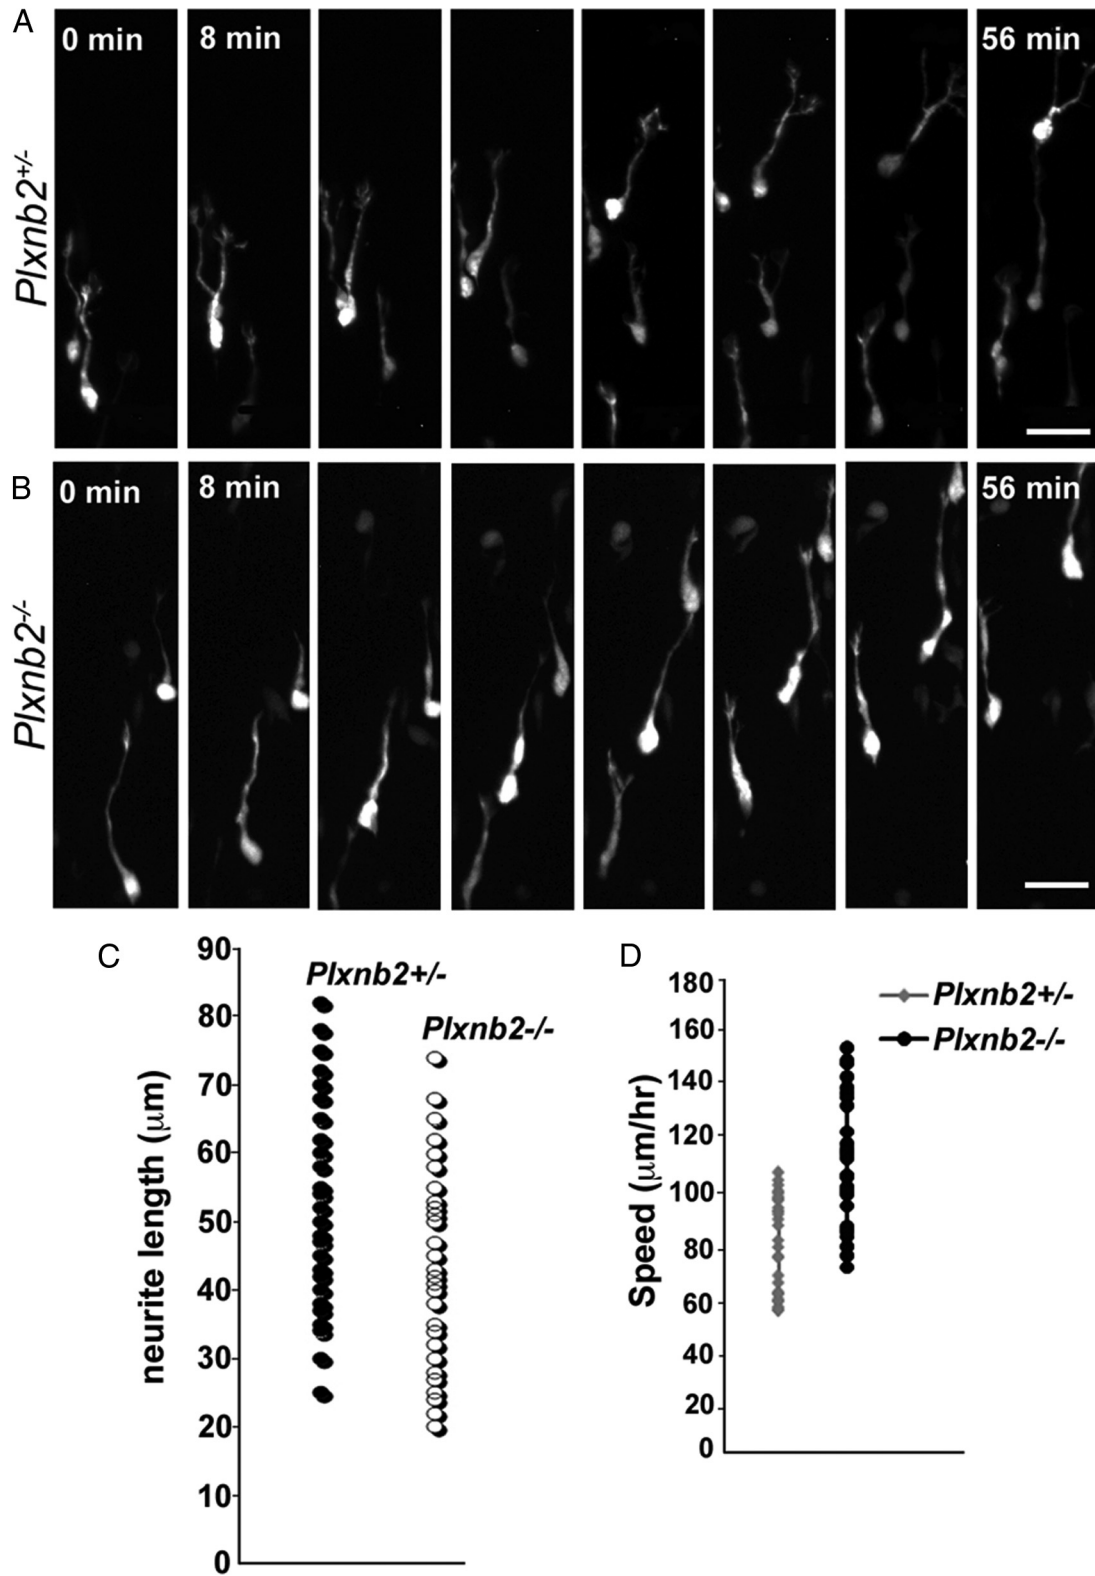 A
0 min
8 min
56 min
Plxnb2+/-
B
0 min
8 min
56 min
Plxnb2-/-
C
90
80
70
60
50
40
30
20
10
0
neurite length (μm)
Plxnb2+/-
Plxnb2-/-
D
180
160
140
120
100
80
60
40
20
0
Speed (μm/hr)
Plxnb2+/-
Plxnb2-/-